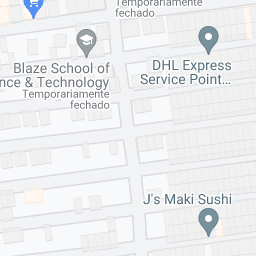 Temporariamente
fechado
Blaze School of
nce & Technology
Temporariamente
fechado
DHL Express
Service Point...
J's Maki Sushi